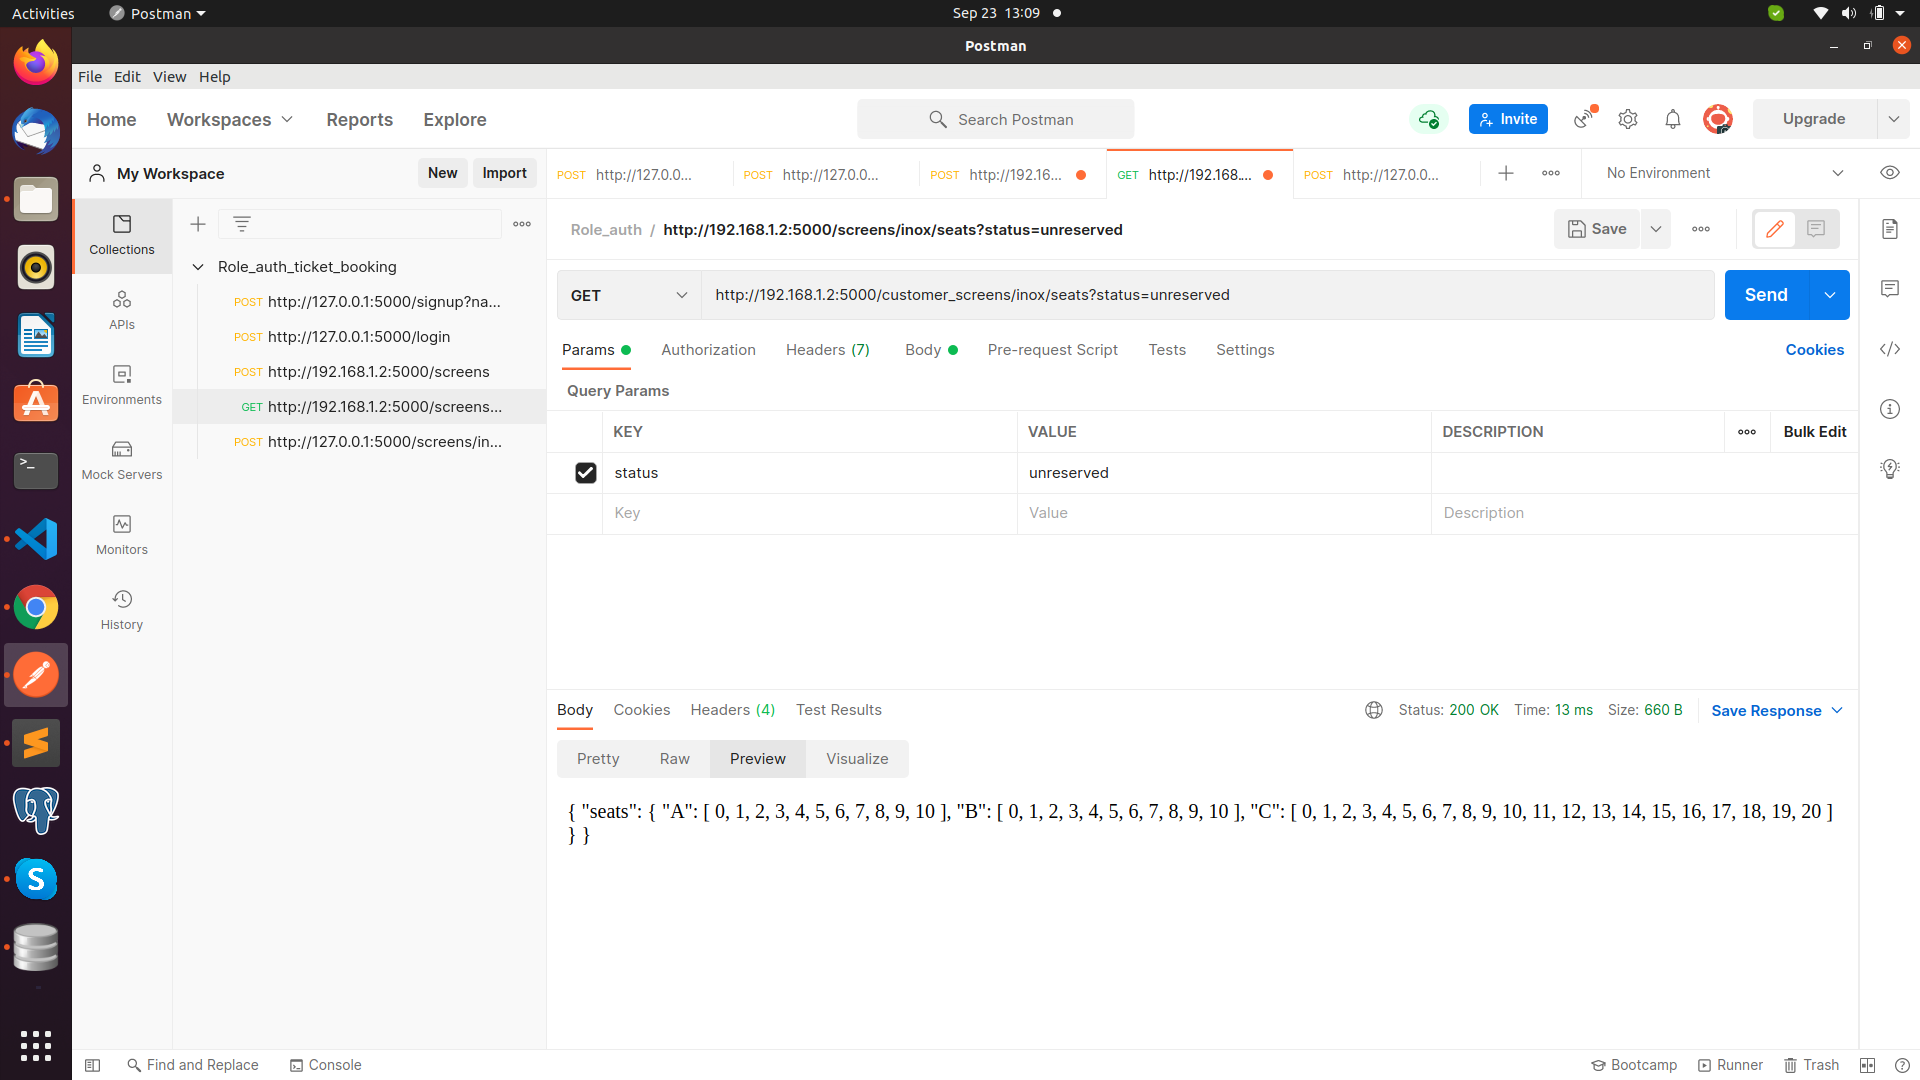 Activities Postman Sep 23 13:09
Postman
File Edit View Help
Home Workspaces Reports Explore Search Postman Invite Upgrade
My Workspace New Import
POST http://127.0.0... POST http://127.0.0... POST http://192.16... GET http://192.168.... POST http://127.0.0... No Environment
Collections
APIs
Environments
Mock Servers
Monitors
History
Role_auth_ticket_booking
POST http://127.0.0.1:5000/signup?na...
POST http://127.0.0.1:5000/login
POST http://192.168.1.2:5000/screens
GET http://192.168.1.2:5000/screens...
POST http://127.0.0.1:5000/screens/in...
Role_auth / http://192.168.1.2:5000/screens/inox/seats?status=unreserved Save
GET http://192.168.1.2:5000/customer_screens/inox/seats?status=unreserved Send
Params Authorization Headers (7) Body Pre-request Script Tests Settings Cookies
Query Params
KEY VALUE DESCRIPTION Bulk Edit
status unreserved
Key Value Description
Body Cookies Headers (4) Test Results Status: 200 OK Time: 13 ms Size: 660 B Save Response
Pretty Raw Preview Visualize
{ "seats": { "A": [ 0, 1, 2, 3, 4, 5, 6, 7, 8, 9, 10 ], "B": [ 0, 1, 2, 3, 4, 5, 6, 7, 8, 9, 10 ], "C": [ 0, 1, 2, 3, 4, 5, 6, 7, 8, 9, 10, 11, 12, 13, 14, 15, 16, 17, 18, 19, 20 ]
} }
Find and Replace Console Bootcamp Runner Trash